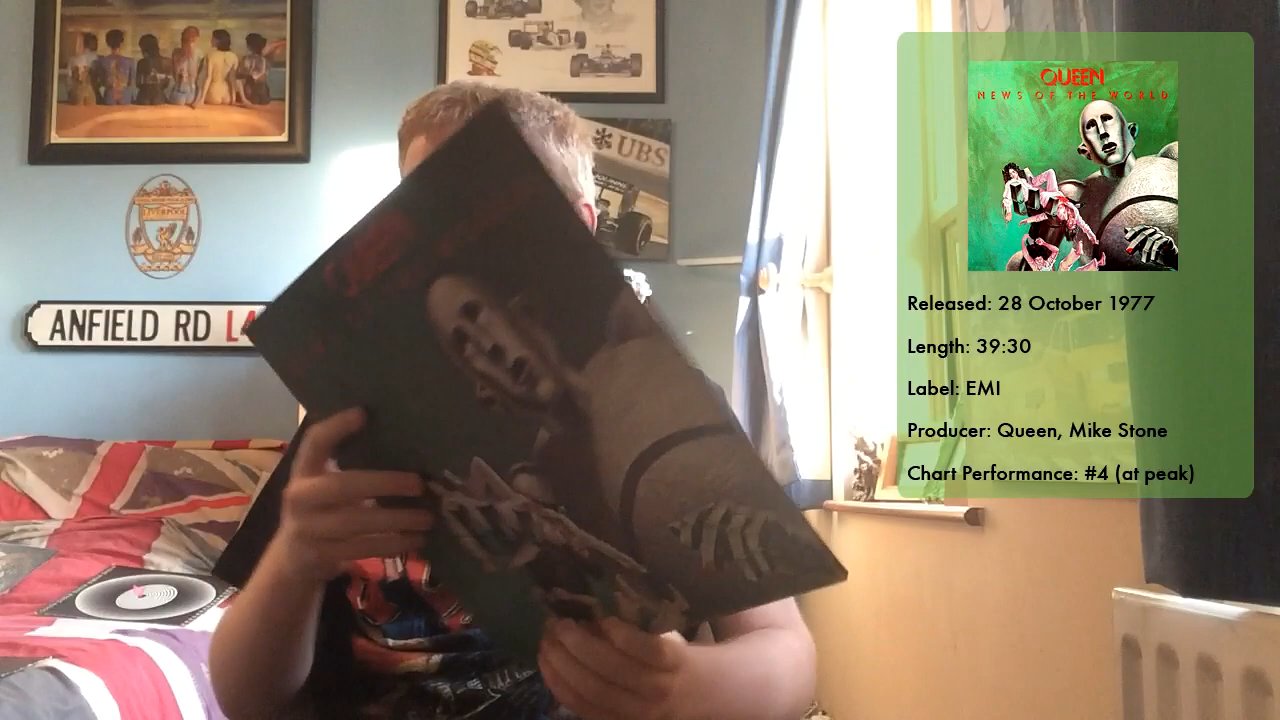 UBS
LIVERPOOL
ANFIELD RD L4
QUEEN
NEWS OF THE WORLD
Released: 28 October 1977
Length: 39:30
Label: EMI
Producer: Queen, Mike Stone
Chart Performance: #4 (at peak)